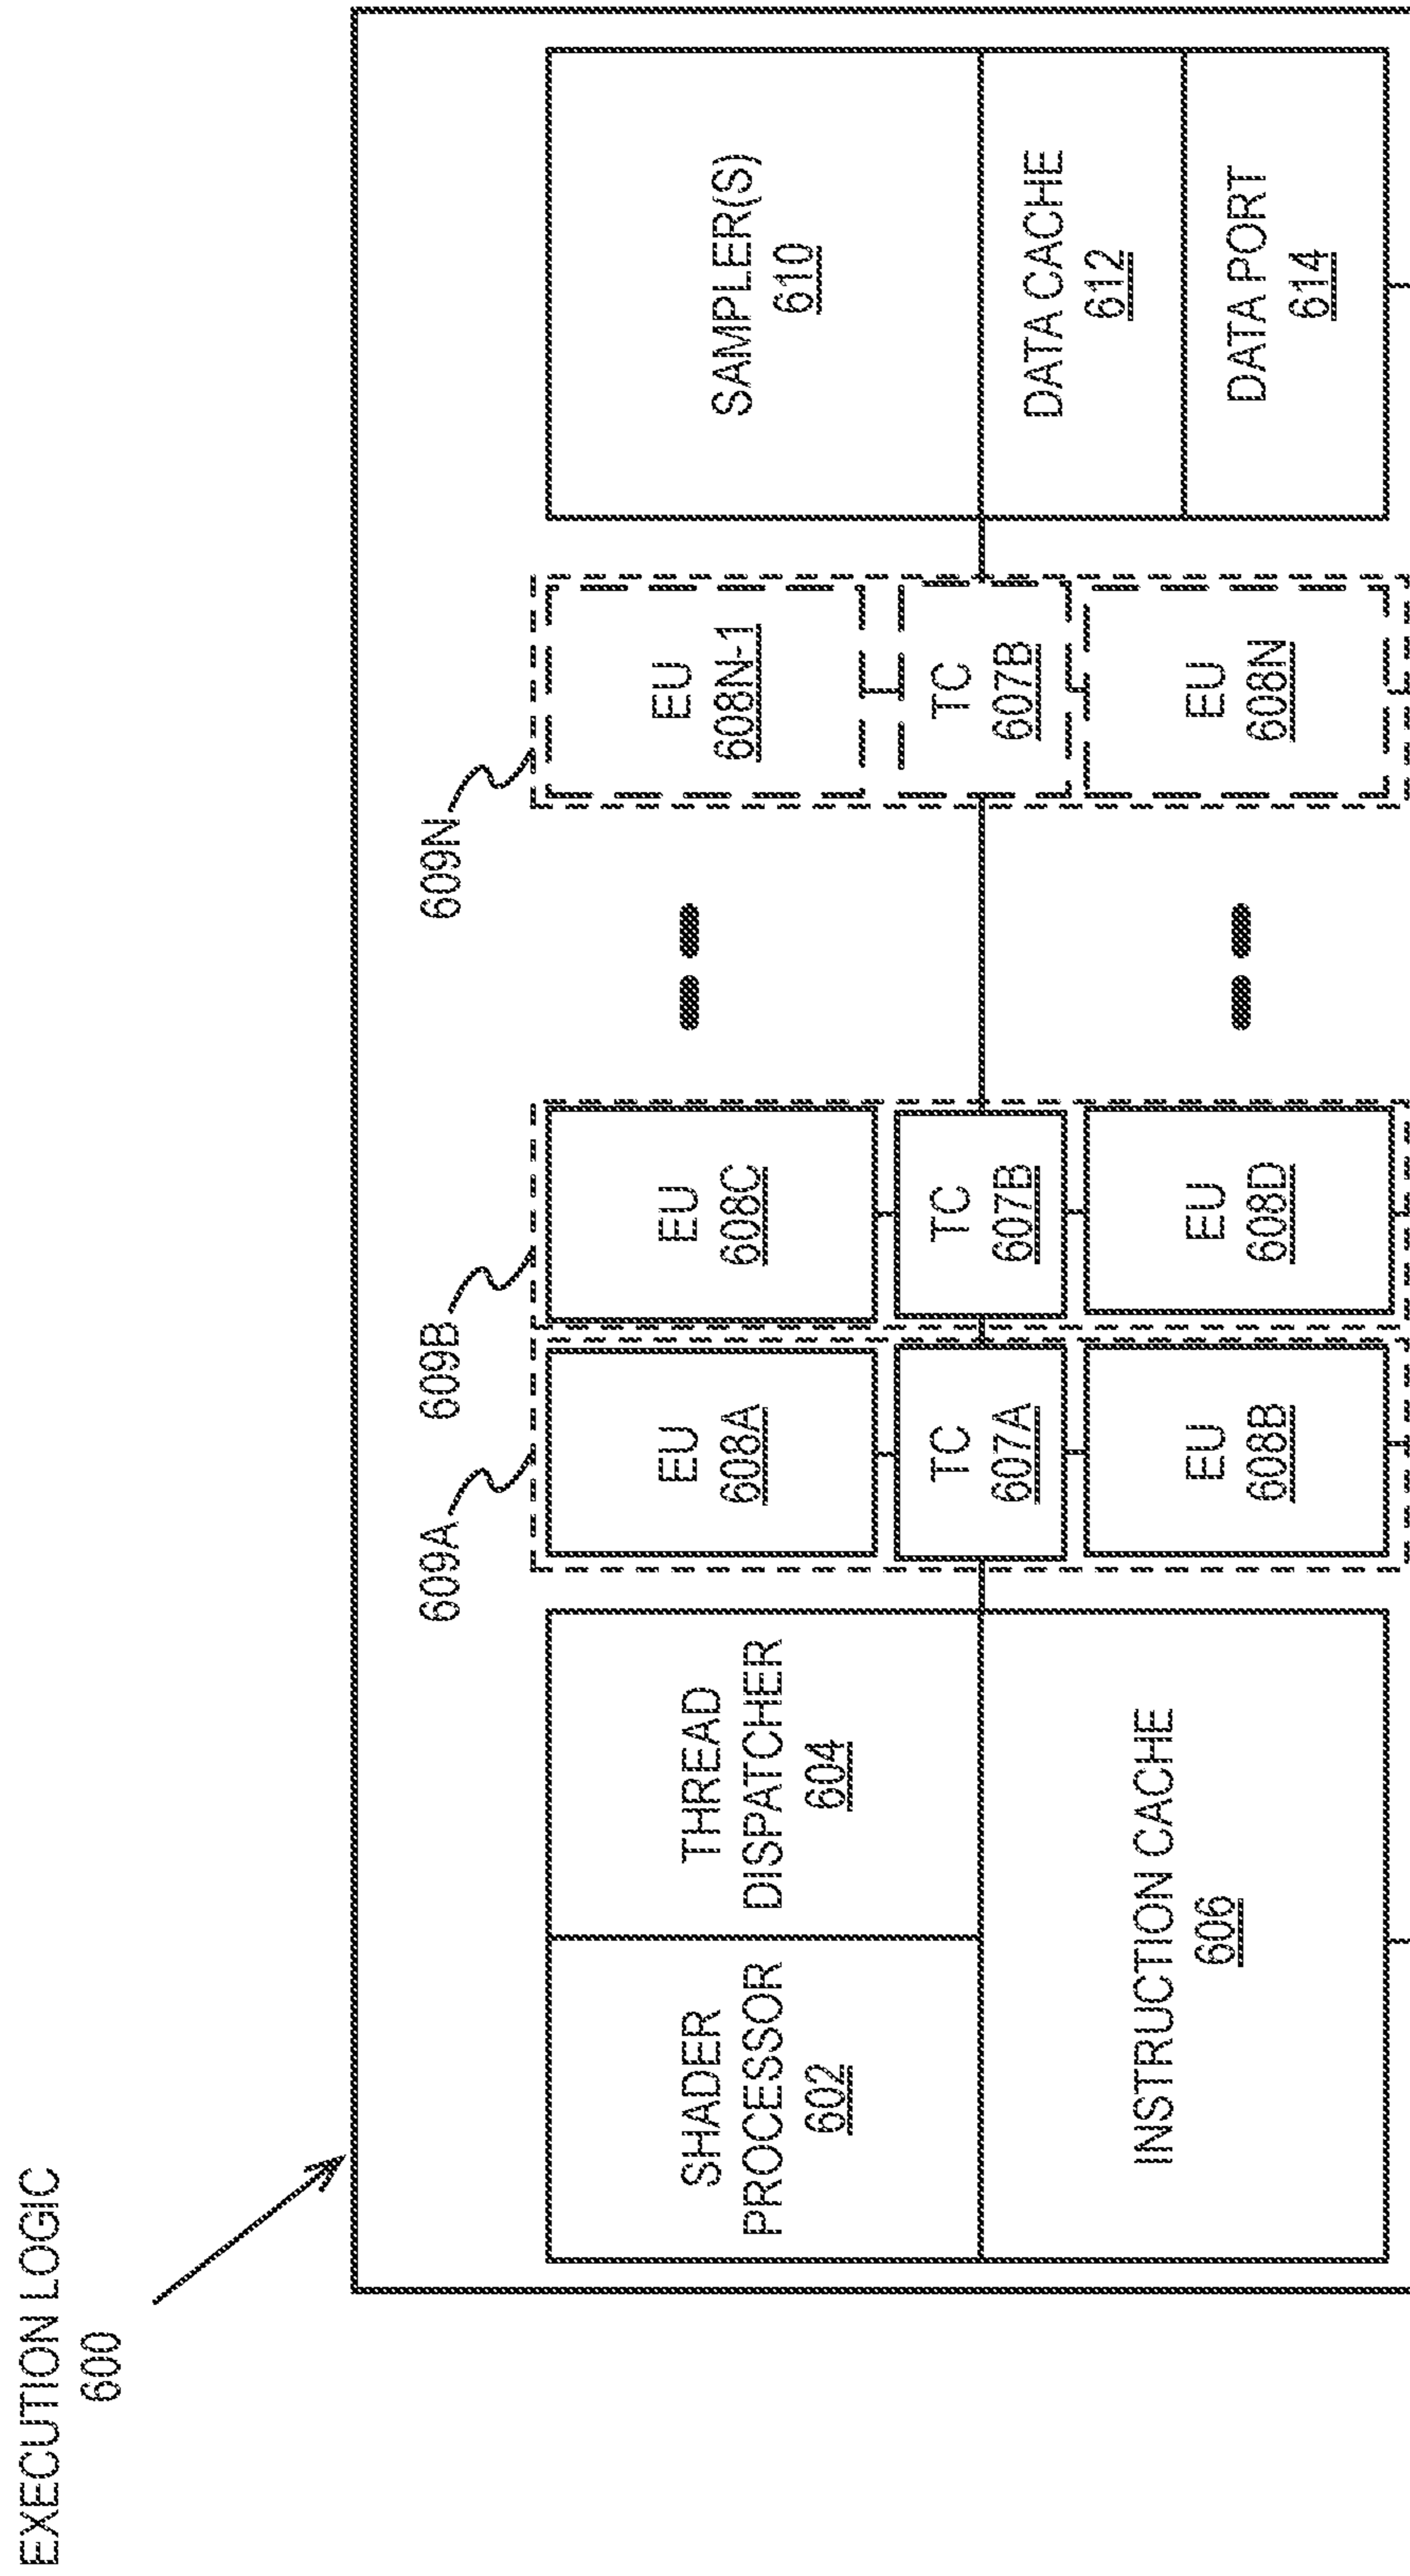 EXECUTION LOGIC
600
609A
609B
609N
SHADER
PROCESSOR
602
THREAD
DISPATCHER
604
INSTRUCTION CACHE
606
EU
608A
TC
607A
EU
608B
EU
608C
TC
607B
EU
608D
EU
608N-1
TC
607B
EU
608N
SAMPLER(S)
610
DATA CACHE
612
DATA PORT
614